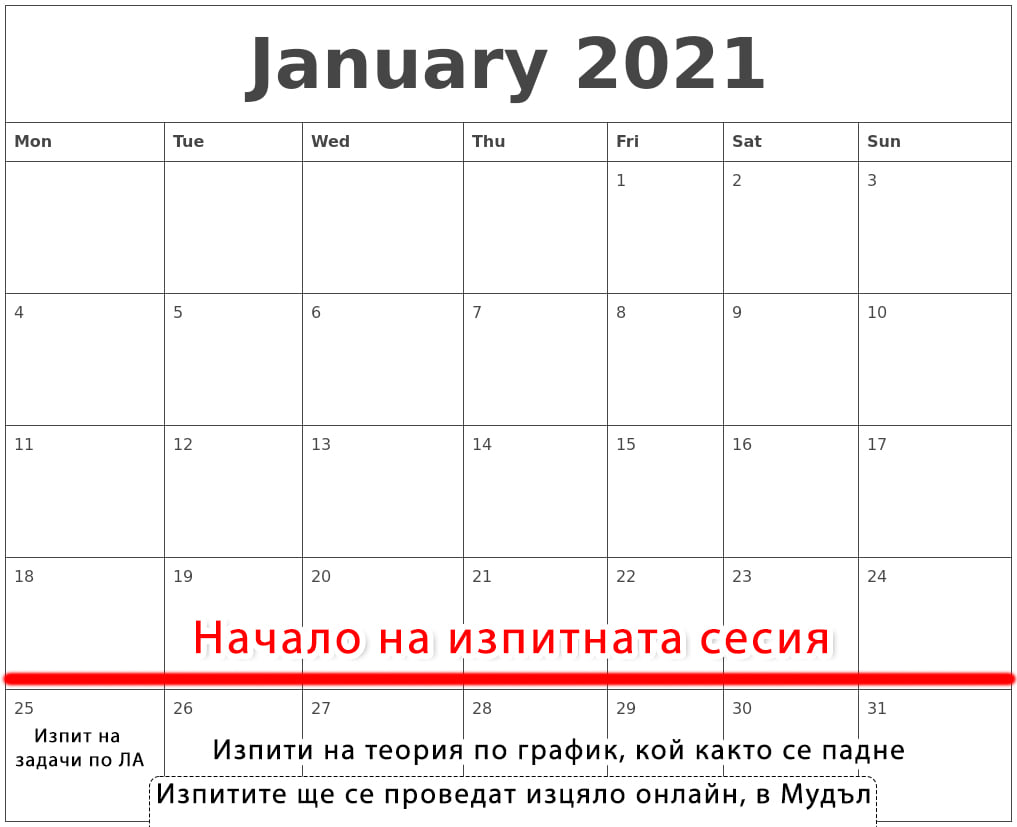 January 2021
Mon Tue Wed Thu Fri Sat Sun
1 2 3
4 5 6 7 8 9 10
11 12 13 14 15 16 17
18 19 20 21 22 23 24
Начало на изпитната сесия
25 26 27 28 29 30 31
Изпит на
задачи по ЛА
Изпити на теория по график, кой както се падне
Изпитите ще се проведат изцяло онлайн, в Мудъл